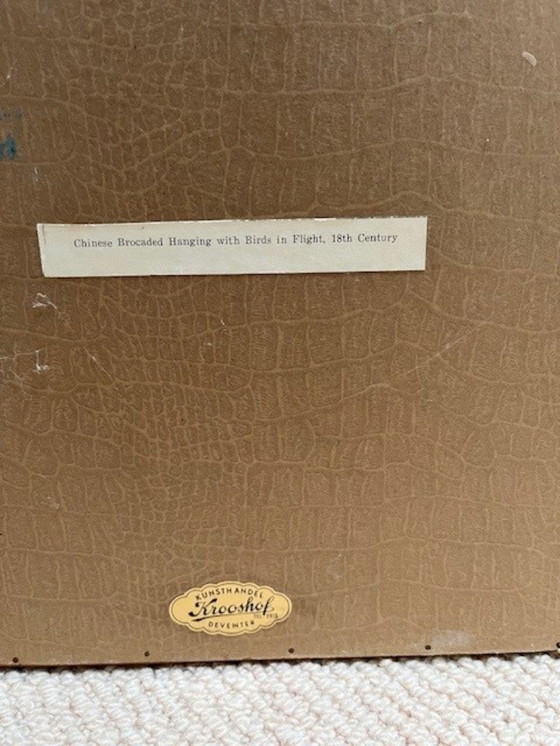 Chinese Brocaded Hanging with Birds in Flight, 18th Century
KUNSTHANDEL
Krooshof
DEVENTER